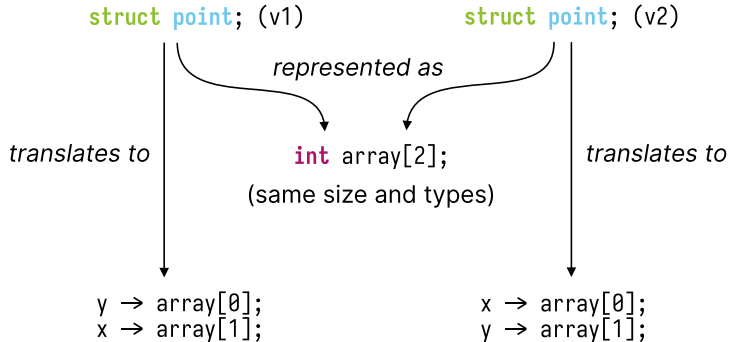 struct point; (v1)
struct point; (v2)
represented as
translates to
int array[2];
translates to
(same size and types)
y → array[0];
x → array[1];
x → array[0];
y → array[1];